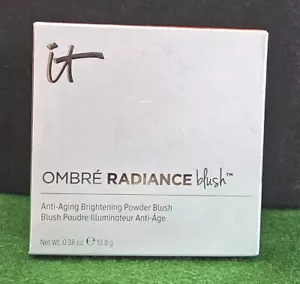 it
OMBRÉ RADIANCE blush™
Anti-Aging Brightening Powder Blush
Blush Poudre Illuminateur Anti-Âge
Net Wt. 0.38 oz. ℮ 10.8 g